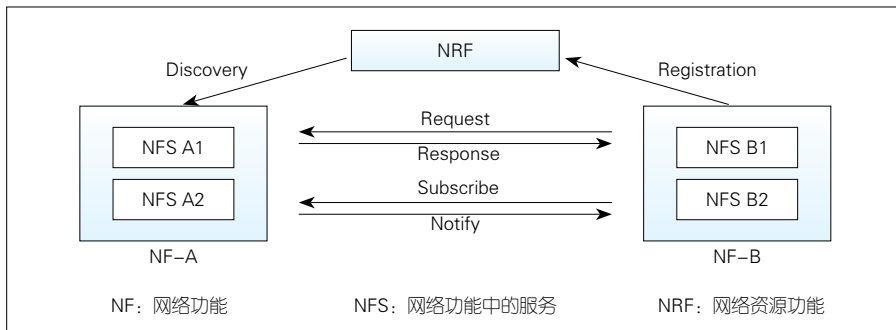 NRF
Discovery
Registration
Request
NFS A1
NFS B1
Response
Subscribe
NFS A2
NFS B2
Notify
NF-A
NF-B
NF：网络功能
NFS：网络功能中的服务
NRF：网络资源功能